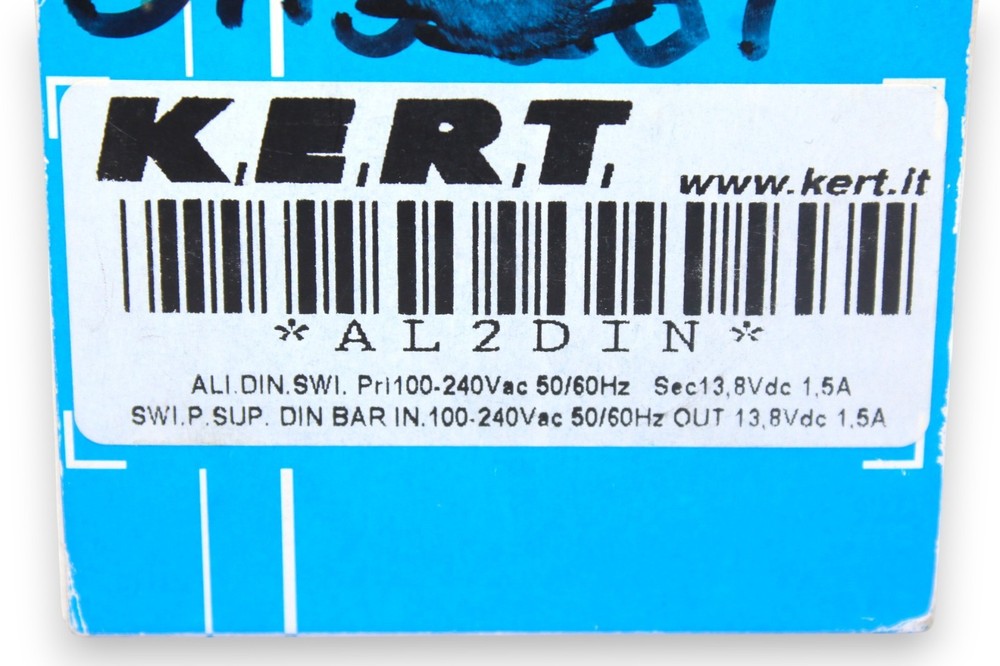 K.E.R.T.
www.kert.it
*AL2DIN*
ALI.DIN.SWI. Pri100-240Vac 50/60Hz Sec13,8Vdc 1,5A
SWI.P.SUP. DIN BAR IN.100-240Vac 50/60Hz OUT 13,8Vdc 1,5A